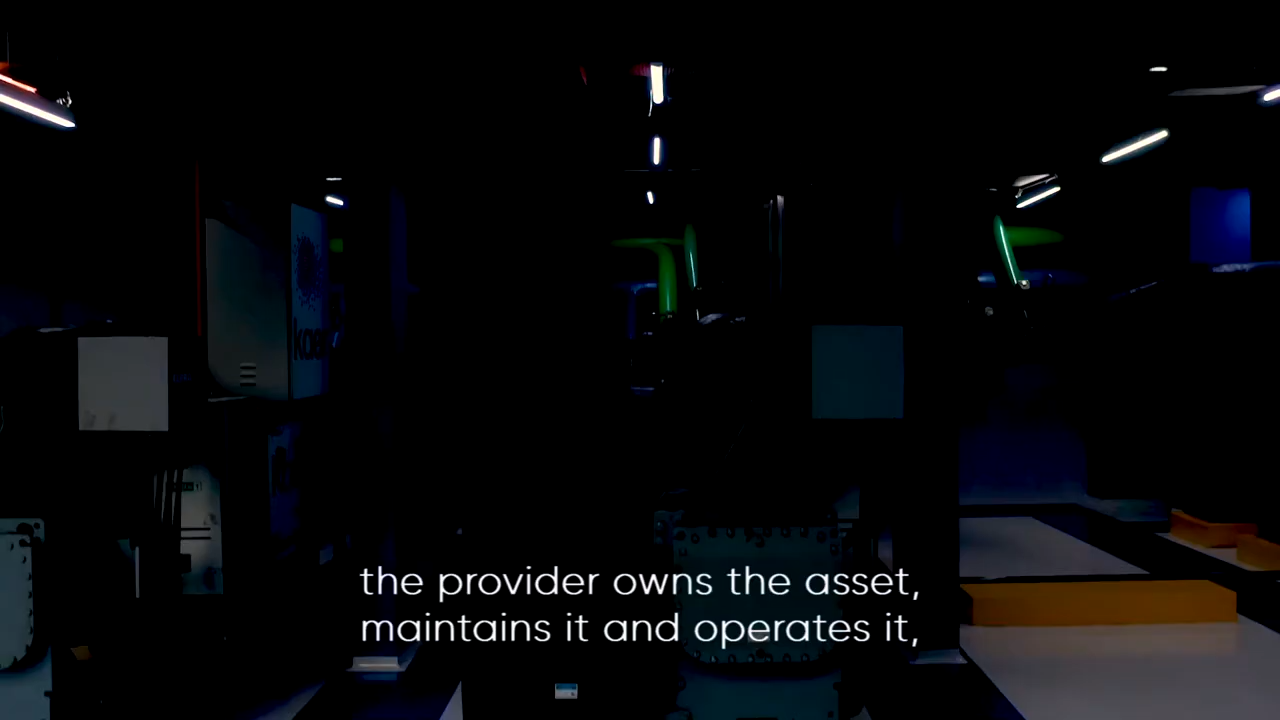 the provider owns the asset,
maintains it and operates it,